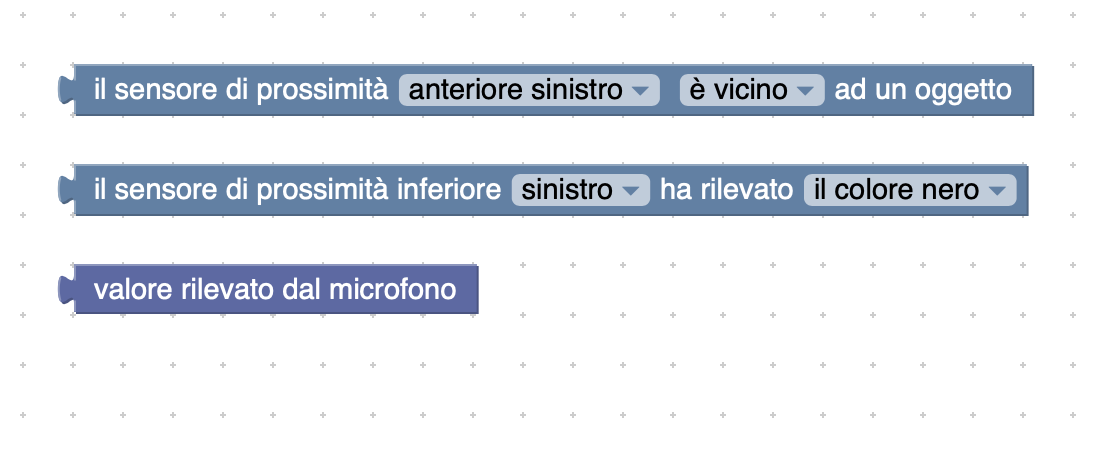 il sensore di prossimità anteriore sinistro è vicino ad un oggetto
il sensore di prossimità inferiore sinistro ha rilevato il colore nero
valore rilevato dal microfono